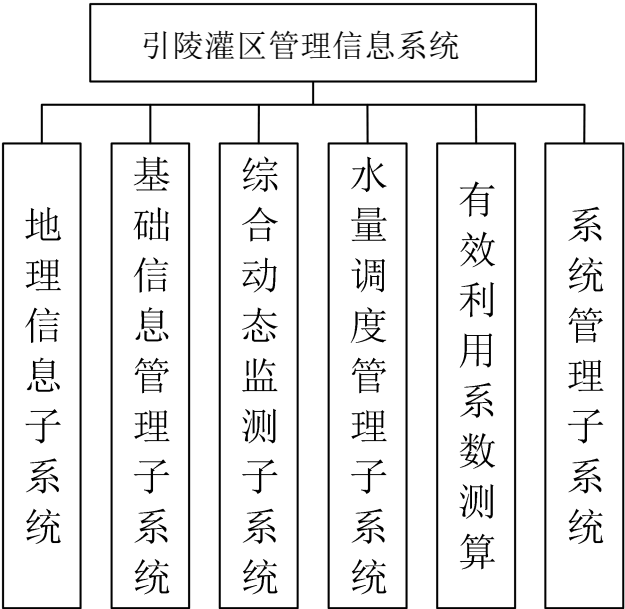 引陵灌区管理信息系统
地理信息子系统
基础信息管理子系统
综合动态监测子系统
水量调度管理子系统
有效利用系数测算
系统管理子系统